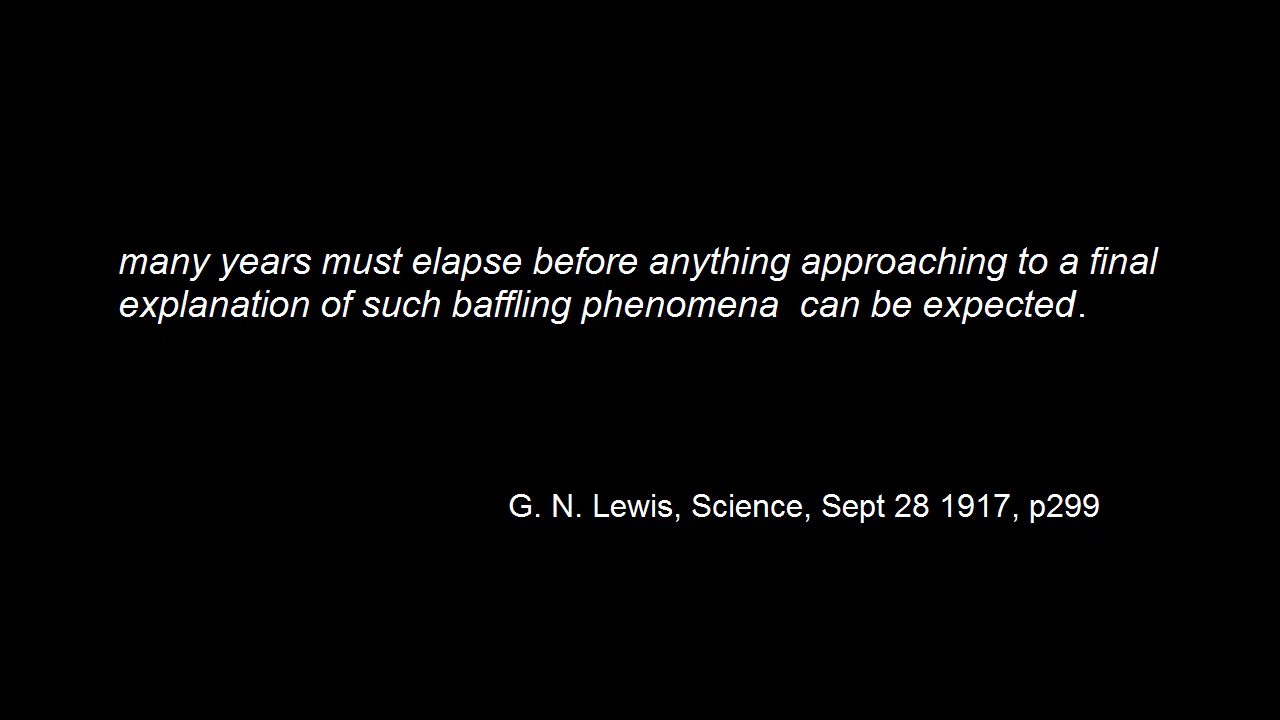 many years must elapse before anything approaching to a final
explanation of such baffling phenomena  can be expected.
G. N. Lewis, Science, Sept 28 1917, p299